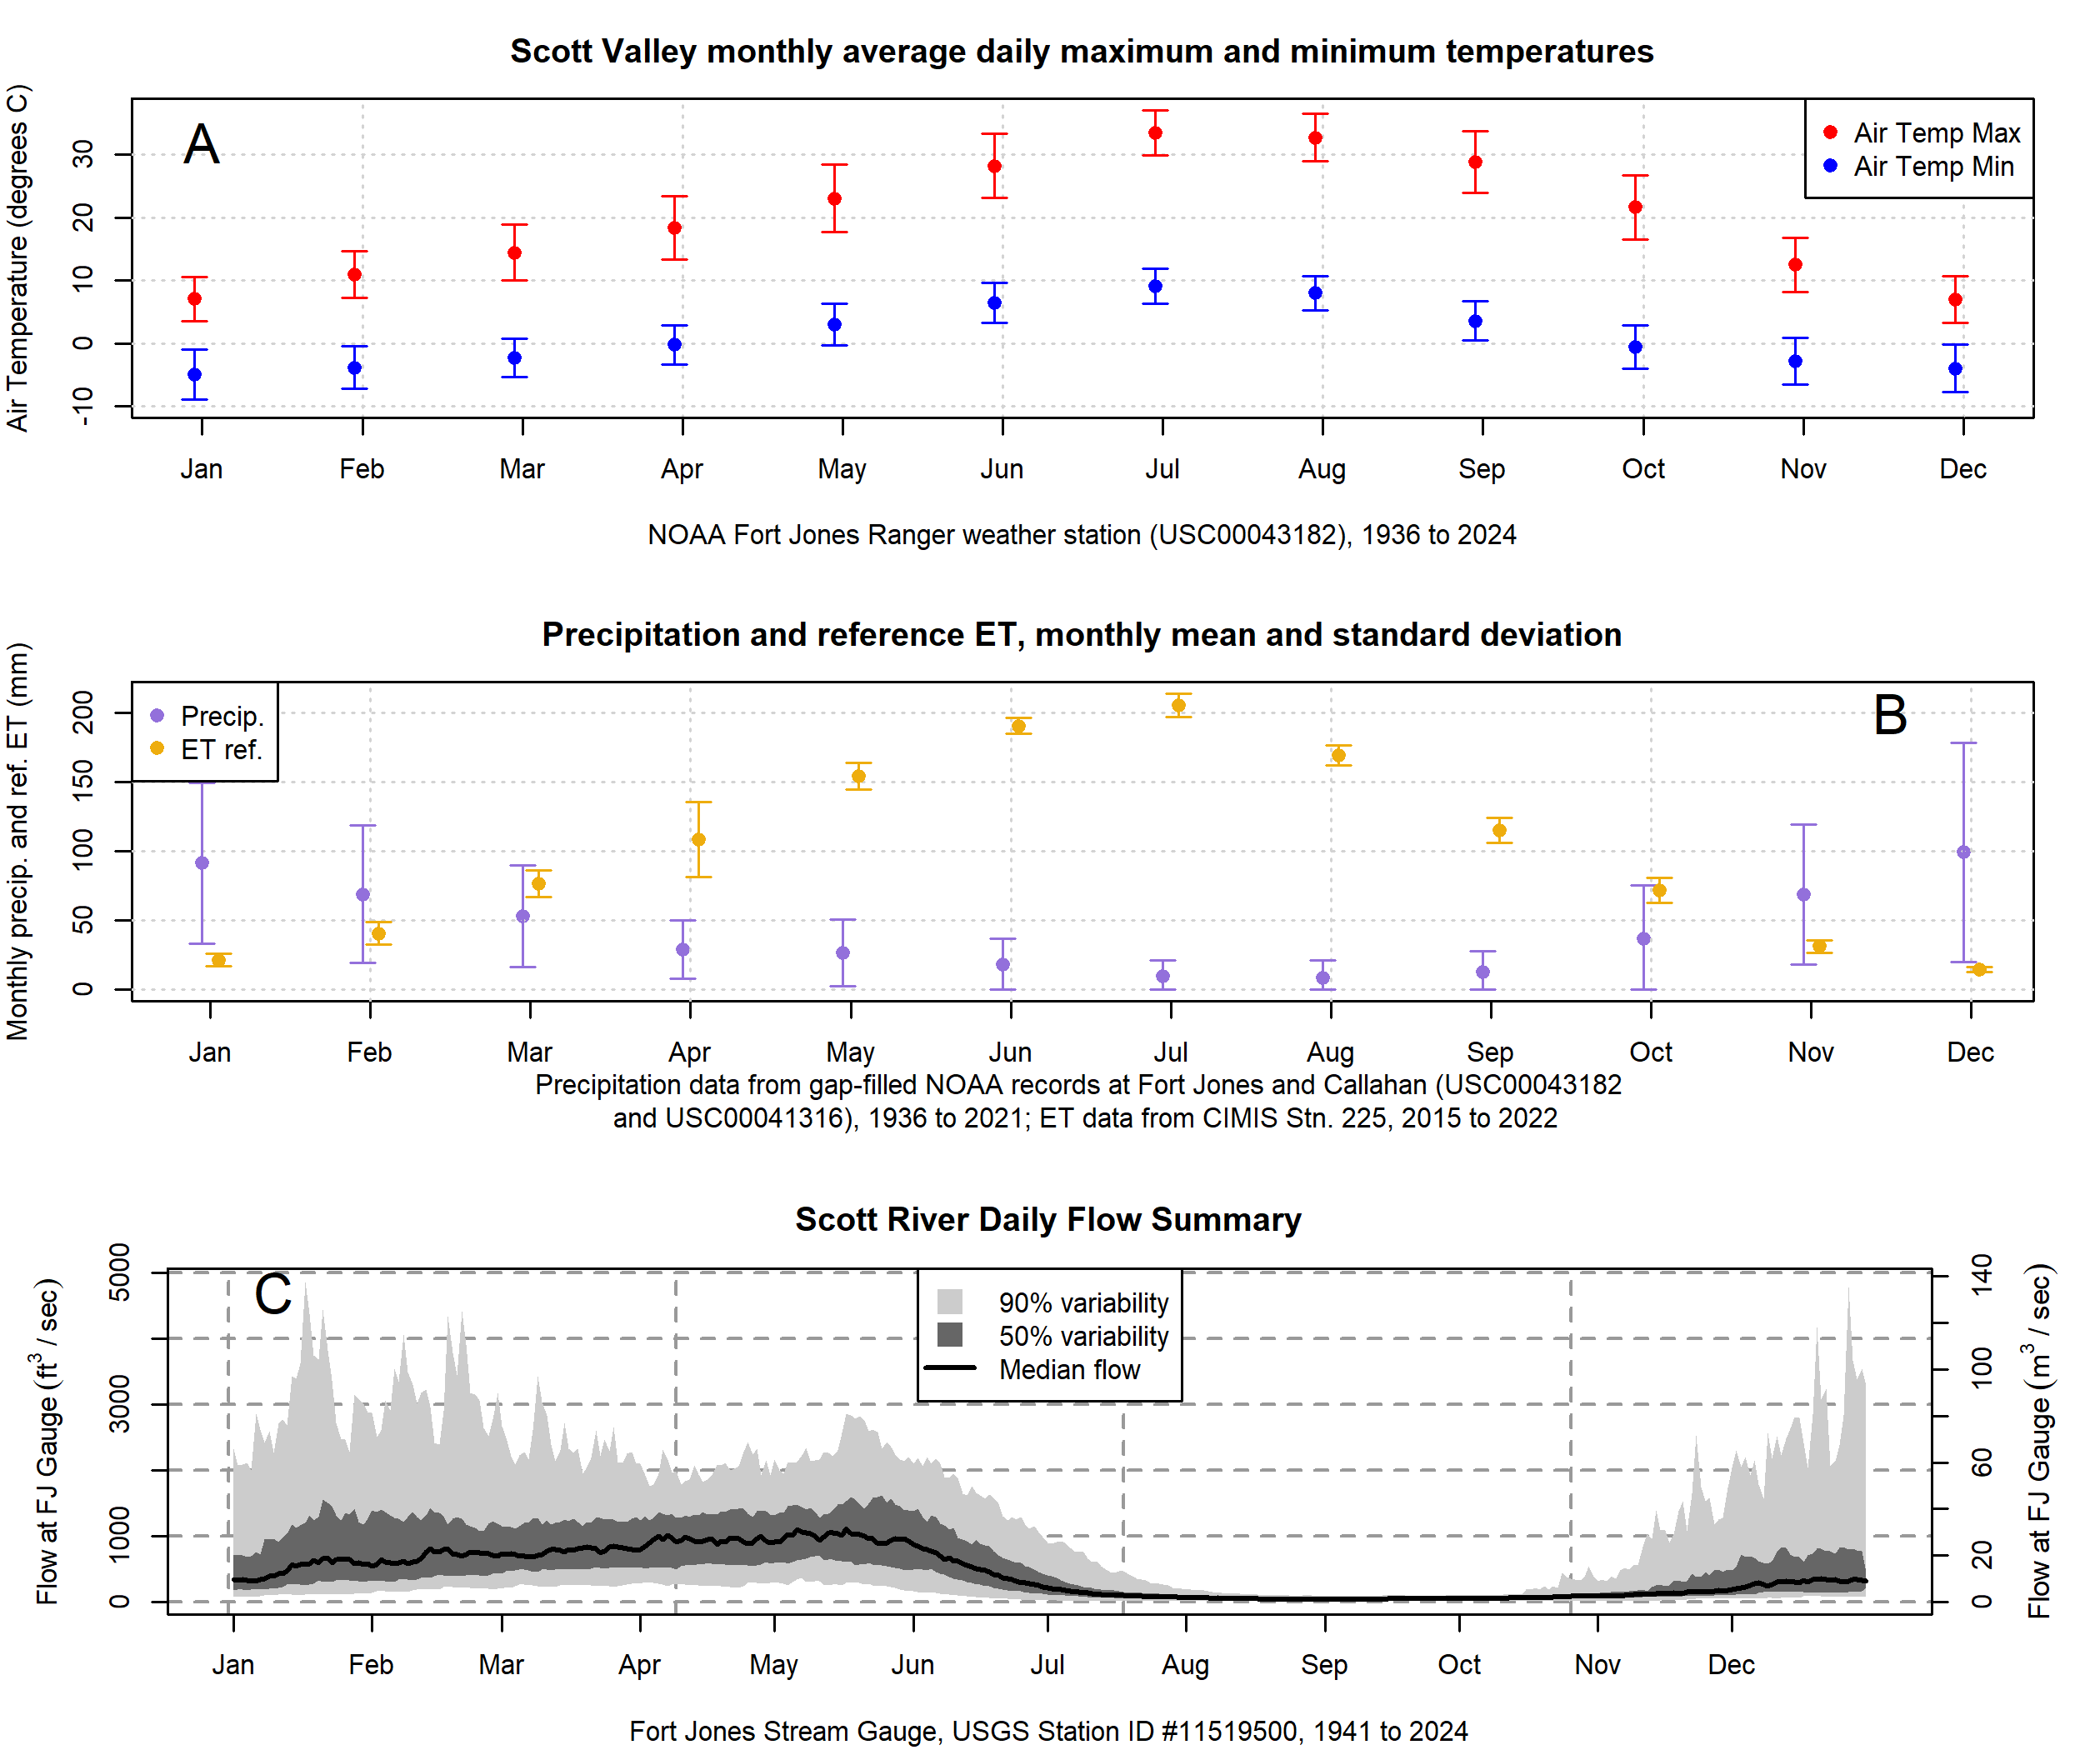 Scott Valley monthly average daily maximum and minimum temperatures
Air Temperature (degrees C)
30
20
10
0
-10
A
Air Temp Max
Air Temp Min
Jan Feb Mar Apr May Jun Jul Aug Sep Oct Nov Dec
NOAA Fort Jones Ranger weather station (USC00043182), 1936 to 2024
Precipitation and reference ET, monthly mean and standard deviation
Monthly precip. and ref. ET (mm)
200
150
100
50
0
Precip.
ET ref.
B
Jan Feb Mar Apr May Jun Jul Aug Sep Oct Nov Dec
Precipitation data from gap-filled NOAA records at Fort Jones and Callahan (USC00043182
and USC00041316), 1936 to 2021; ET data from CIMIS Stn. 225, 2015 to 2022
Scott River Daily Flow Summary
Flow at FJ Gauge (ft³ / sec)
5000
3000
1000
0
C
90% variability
50% variability
Median flow
140
100
60
20
0
Flow at FJ Gauge (m³ / sec)
Jan Feb Mar Apr May Jun Jul Aug Sep Oct Nov Dec
Fort Jones Stream Gauge, USGS Station ID #11519500, 1941 to 2024